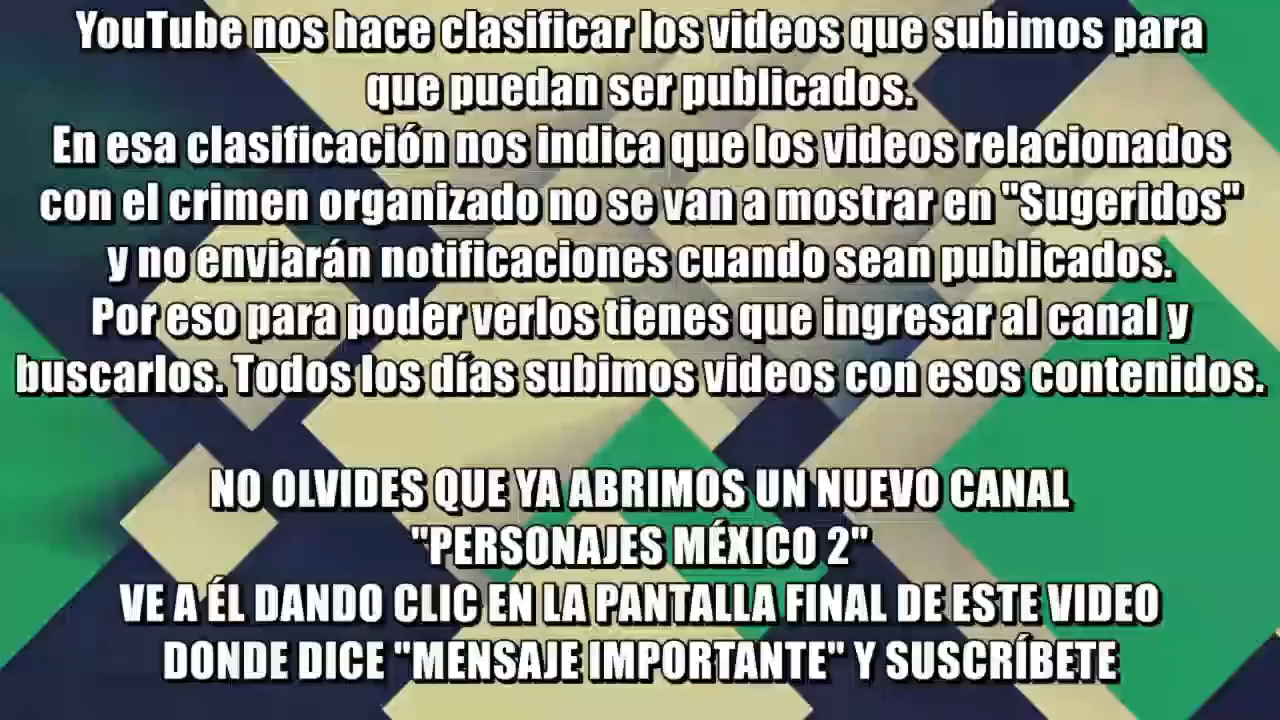 YouTube nos hace clasificar los videos que subimos para
que puedan ser publicados.
En esa clasificación nos indica que los videos relacionados
con el crimen organizado no se van a mostrar en "Sugeridos"
y no enviarán notificaciones cuando sean publicados.
Por eso para poder verlos tienes que ingresar al canal y
buscarlos. Todos los días subimos videos con esos contenidos.
NO OLVIDES QUE YA ABRIMOS UN NUEVO CANAL
"PERSONAJES MÉXICO 2"
VE A ÉL DANDO CLIC EN LA PANTALLA FINAL DE ESTE VIDEO
DONDE DICE "MENSAJE IMPORTANTE" Y SUSCRÍBETE